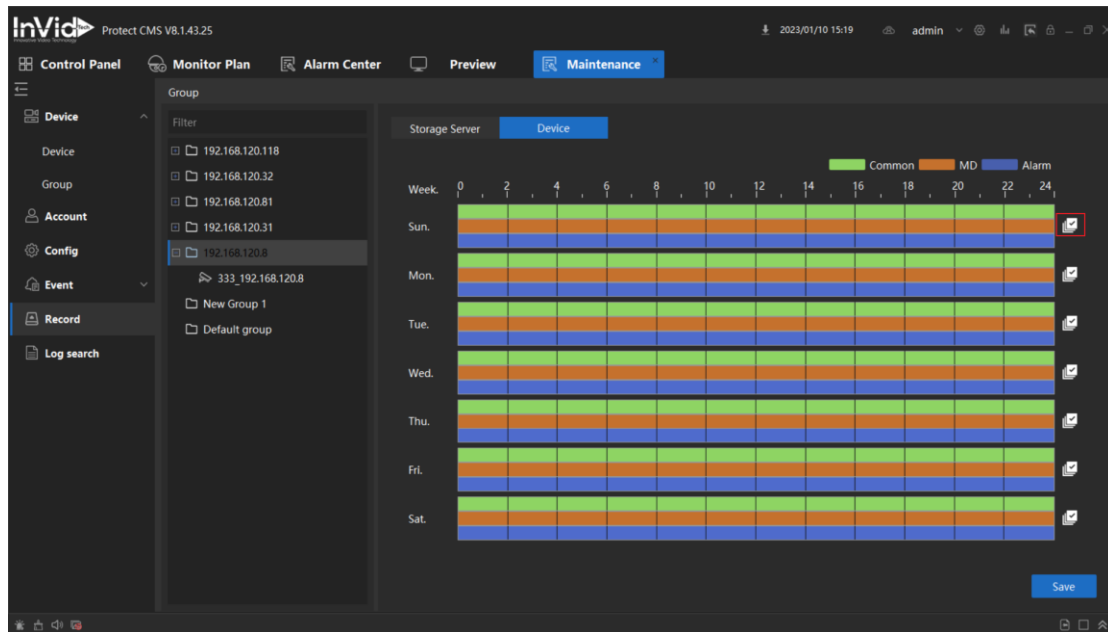 InVid Tech Protect CMS V8.1.43.25 2023/01/10 15:19 admin
Control Panel Monitor Plan Alarm Center Preview Maintenance
Group
Device
Device
Group
Account
Config
Event
Record
Log search
Filter
192.168.120.118
192.168.120.32
192.168.120.81
192.168.120.31
192.168.120.8
333_192.168.120.8
New Group 1
Default group
Storage Server Device
Common MD Alarm
Week. 0 2 4 6 8 10 12 14 16 18 20 22 24
Sun.
Mon.
Tue.
Wed.
Thu.
Fri.
Sat.
Save